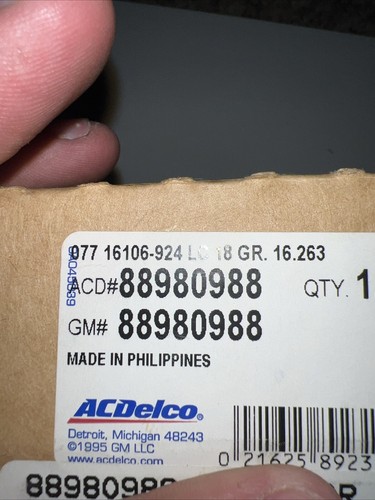 077 16106-924 LC 18 GR. 16.263
ACD#88980988 QTY. 1
GM# 88980988
MADE IN PHILIPPINES
ACDelco®
Detroit, Michigan 48243
©1995 GM LLC
www.acdelco.com
0 21625 8923
88980988